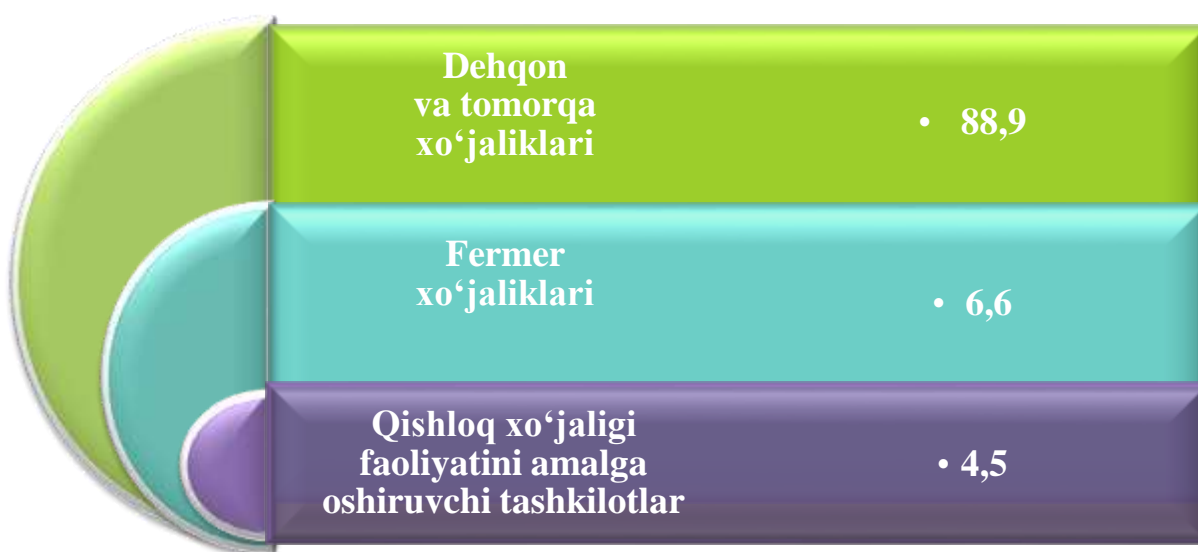 Dehqon
va tomorqa
xo‘jaliklari
• 88,9
Fermer
xo‘jaliklari
• 6,6
Qishloq xo‘jaligi
faoliyatini amalga
oshiruvchi tashkilotlar
• 4,5